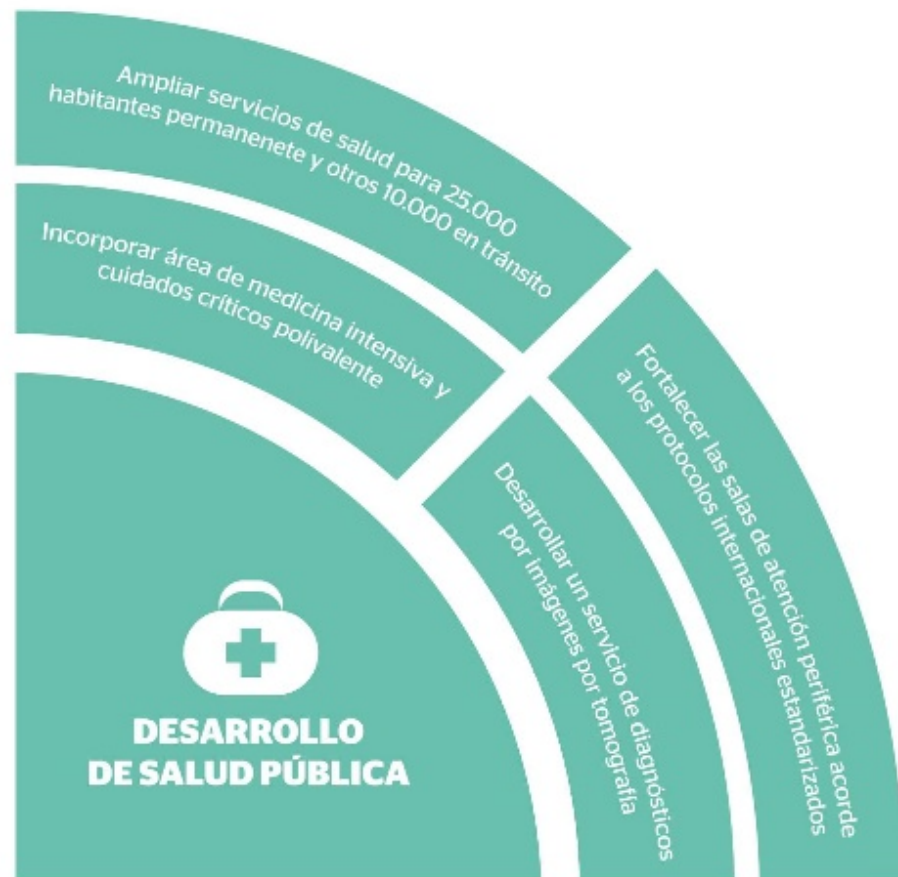 Ampliar servicios de salud para 25.000
habitantes permanenete y otros 10.000 en tránsito
Incorporar área de medicina intensiva y
cuidados críticos polivalente
Fortalecer las salas de atención periférica acorde
a los protocolos internacionales estandarizados
Desarrollar un servicio de diagnósticos
por imágenes por tomografía
DESARROLLO
DE SALUD PÚBLICA